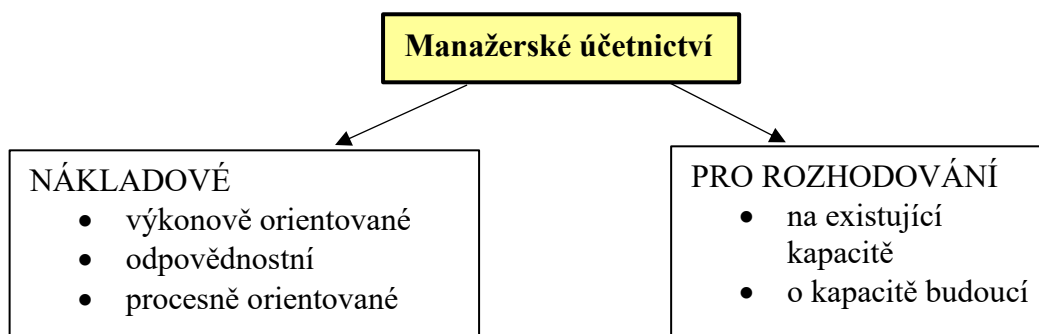 Manažerské účetnictví
NÁKLADOVÉ
• výkonově orientované
• odpovědnostní
• procesně orientované
PRO ROZHODOVÁNÍ
• na existující
kapacitě
• o kapacitě budoucí